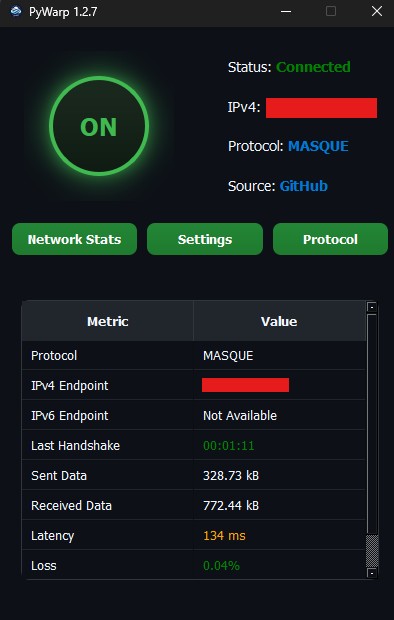 PyWarp 1.2.7
ON
Status: Connected
IPv4:
Protocol: MASQUE
Source: GitHub
Network Stats Settings Protocol
Metric Value
Protocol MASQUE
IPv4 Endpoint
IPv6 Endpoint Not Available
Last Handshake 00:01:11
Sent Data 328.73 kB
Received Data 772.44 kB
Latency 134 ms
Loss 0.04%